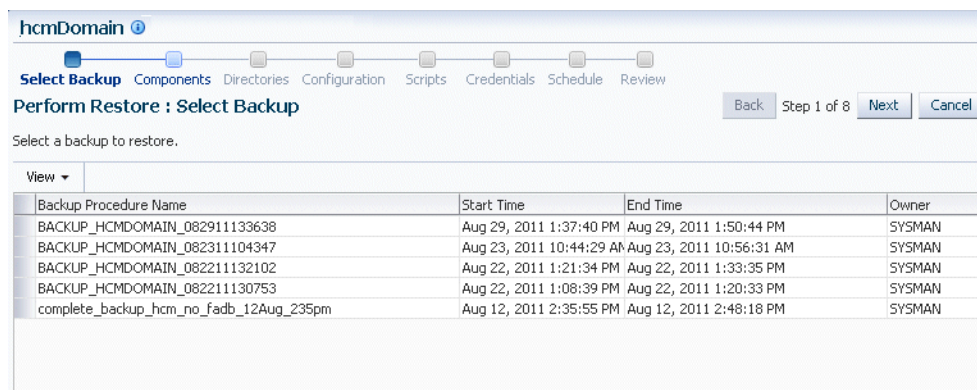 hcmDomain
Select Backup Components Directories Configuration Scripts Credentials Schedule Review
Perform Restore : Select Backup
Back Step 1 of 8 Next Cancel
Select a backup to restore.
View
Backup Procedure Name Start Time End Time Owner
BACKUP_HCMDOMAIN_082911133638 Aug 29, 2011 1:37:40 PM Aug 29, 2011 1:50:44 PM SYSMAN
BACKUP_HCMDOMAIN_082311104347 Aug 23, 2011 10:44:29 AM Aug 23, 2011 10:56:31 AM SYSMAN
BACKUP_HCMDOMAIN_082211132102 Aug 22, 2011 1:21:34 PM Aug 22, 2011 1:33:35 PM SYSMAN
BACKUP_HCMDOMAIN_082211130753 Aug 22, 2011 1:08:39 PM Aug 22, 2011 1:20:33 PM SYSMAN
complete_backup_hcm_no_fadb_12Aug_235pm Aug 12, 2011 2:35:55 PM Aug 12, 2011 2:48:18 PM SYSMAN